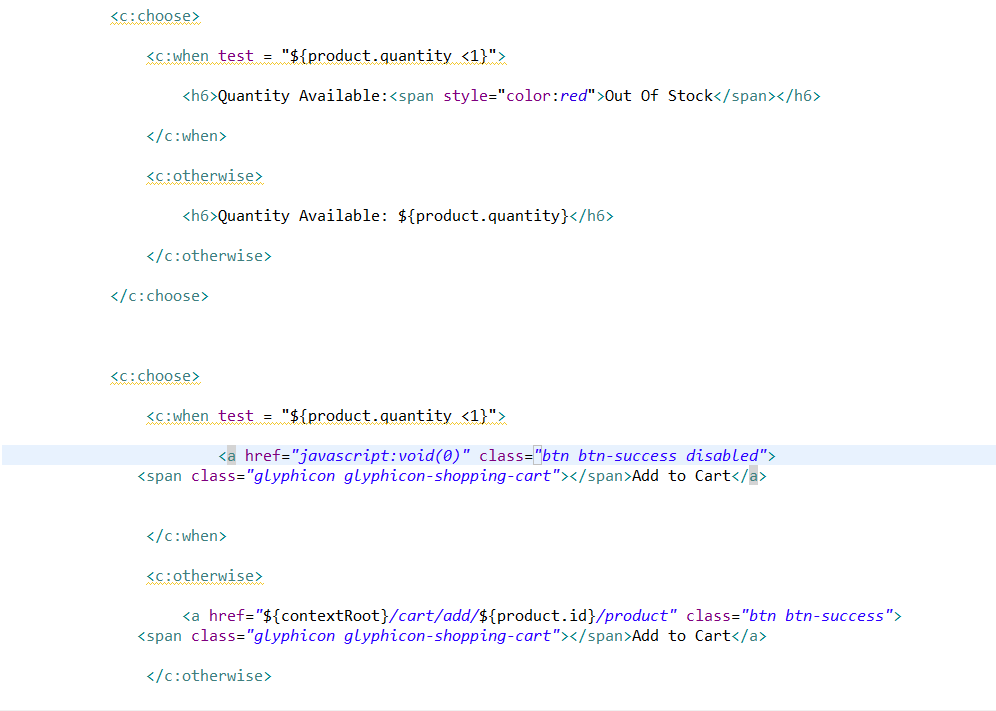 <c:choose>
<c:when test = "${product.quantity <1}">
<h6>Quantity Available:<span style="color:red">Out Of Stock</span></h6>
</c:when>
<c:otherwise>
<h6>Quantity Available: ${product.quantity}</h6>
</c:otherwise>
</c:choose>
<c:choose>
<c:when test = "${product.quantity <1}">
<a href="javascript:void(0)" class="btn btn-success disabled">
<span class="glyphicon glyphicon-shopping-cart"></span>Add to Cart</a>
</c:when>
<c:otherwise>
<a href="${contextRoot}/cart/add/${product.id}/product" class="btn btn-success">
<span class="glyphicon glyphicon-shopping-cart"></span>Add to Cart</a>
</c:otherwise>